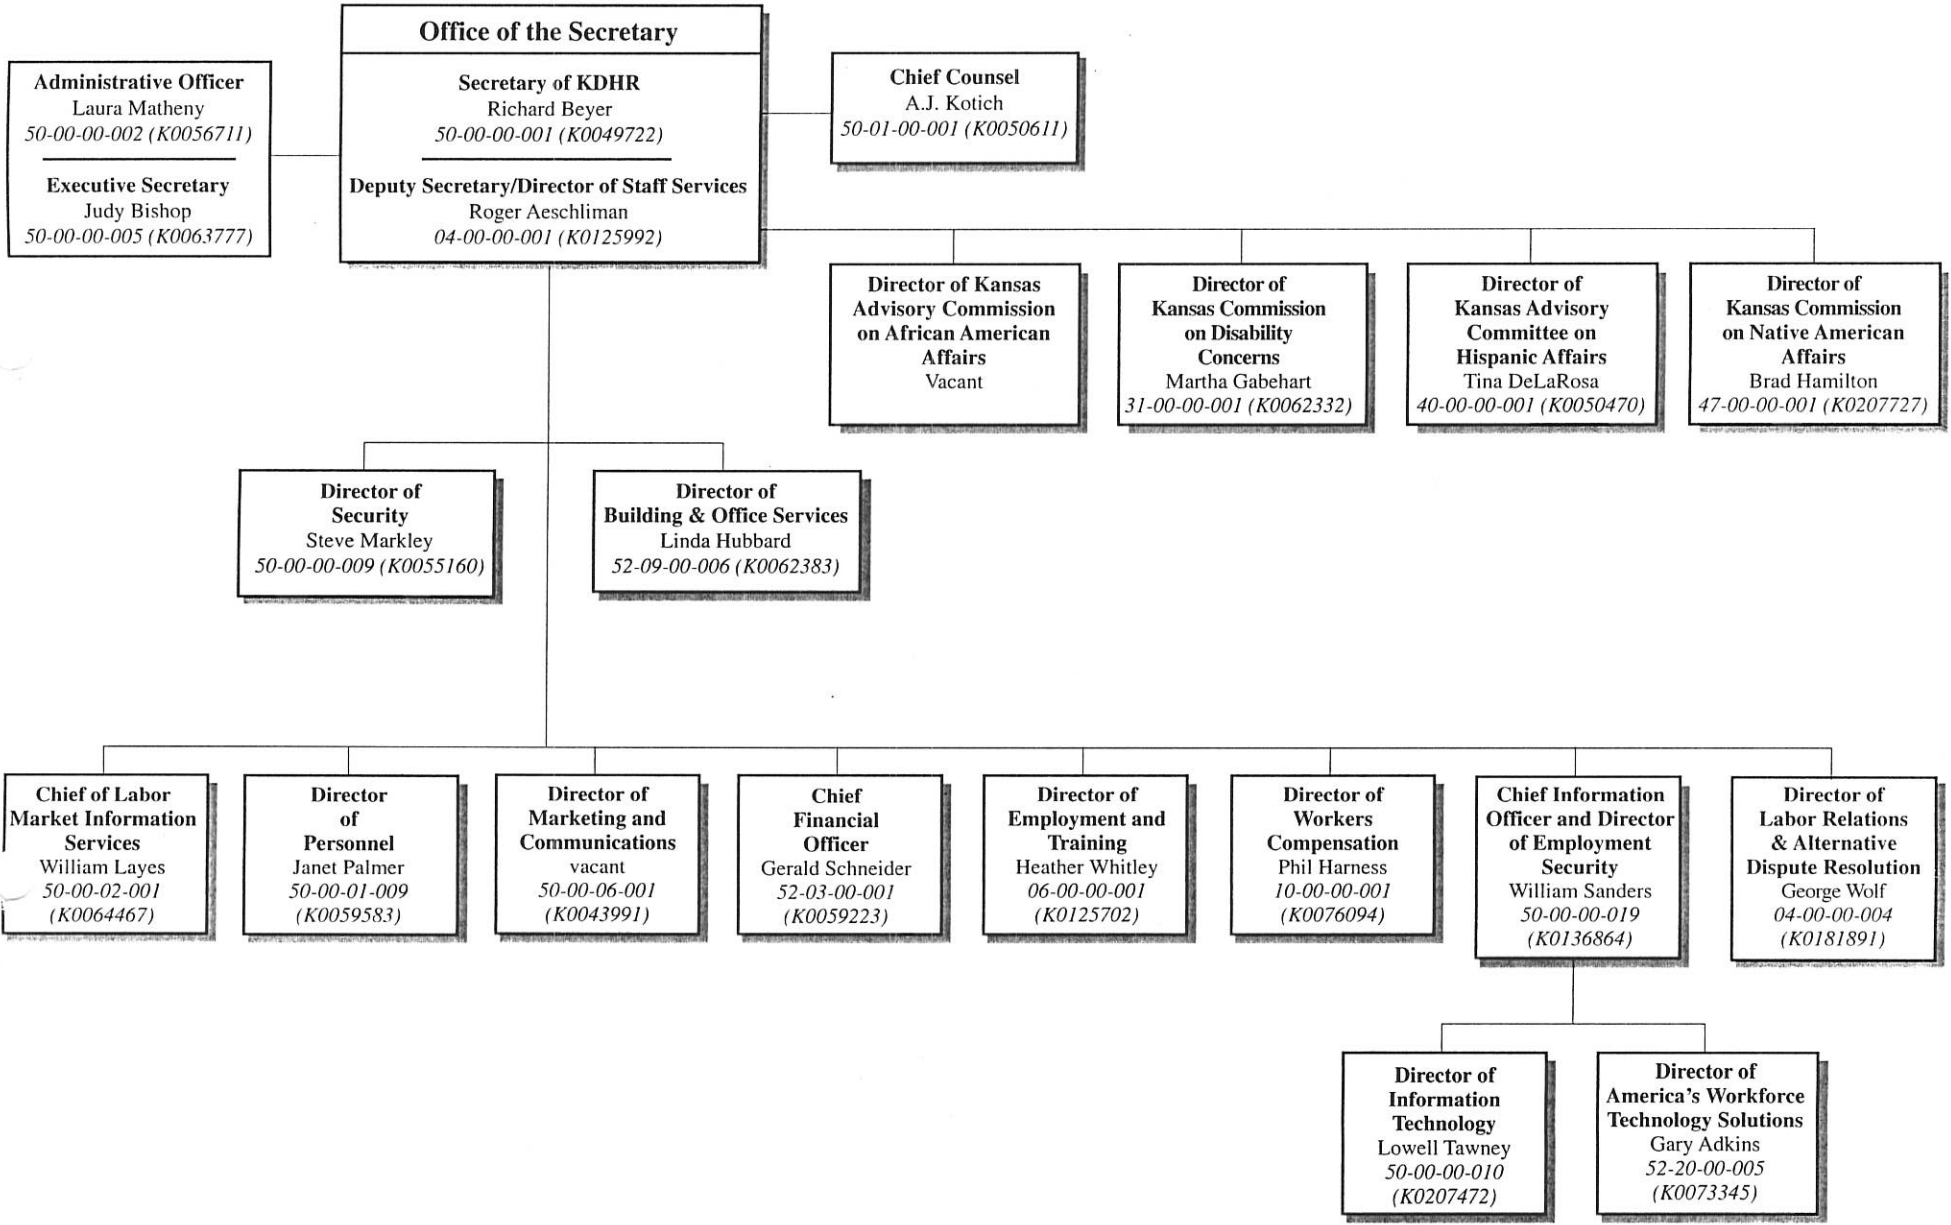 Office of the Secretary
Secretary of KDHR
Richard Beyer
50-00-00-001 (K0049722)
Deputy Secretary/Director of Staff Services
Roger Aeschliman
04-00-00-001 (K0125992)
Administrative Officer
Laura Matheny
50-00-00-002 (K0056711)
Executive Secretary
Judy Bishop
50-00-00-005 (K0063777)
Chief Counsel
A.J. Kotich
50-01-00-001 (K0050611)
Director of Kansas
Advisory Commission
on African American
Affairs
Vacant
Director of
Kansas Commission
on Disability
Concerns
Martha Gabehart
31-00-00-001 (K0062332)
Director of
Kansas Advisory
Committee on
Hispanic Affairs
Tina DeLaRosa
40-00-00-001 (K0050470)
Director of
Kansas Commission
on Native American
Affairs
Brad Hamilton
47-00-00-001 (K0207727)
Director of
Security
Steve Markley
50-00-00-009 (K0055160)
Director of
Building & Office Services
Linda Hubbard
52-09-00-006 (K0062383)
Chief of Labor
Market Information
Services
William Layes
50-00-02-001
(K0064467)
Director
of
Personnel
Janet Palmer
50-00-01-009
(K0059583)
Director of
Marketing and
Communications
vacant
50-00-06-001
(K0043991)
Chief
Financial
Officer
Gerald Schneider
52-03-00-001
(K0059223)
Director of
Employment and
Training
Heather Whitley
06-00-00-001
(K0125702)
Director of
Workers
Compensation
Phil Harness
10-00-00-001
(K0076094)
Chief Information
Officer and Director
of Employment
Security
William Sanders
50-00-00-019
(K0136864)
Director of
Labor Relations
& Alternative
Dispute Resolution
George Wolf
04-00-00-004
(K0181891)
Director of
Information
Technology
Lowell Tawney
50-00-00-010
(K0207472)
Director of
America's Workforce
Technology Solutions
Gary Adkins
52-20-00-005
(K0073345)